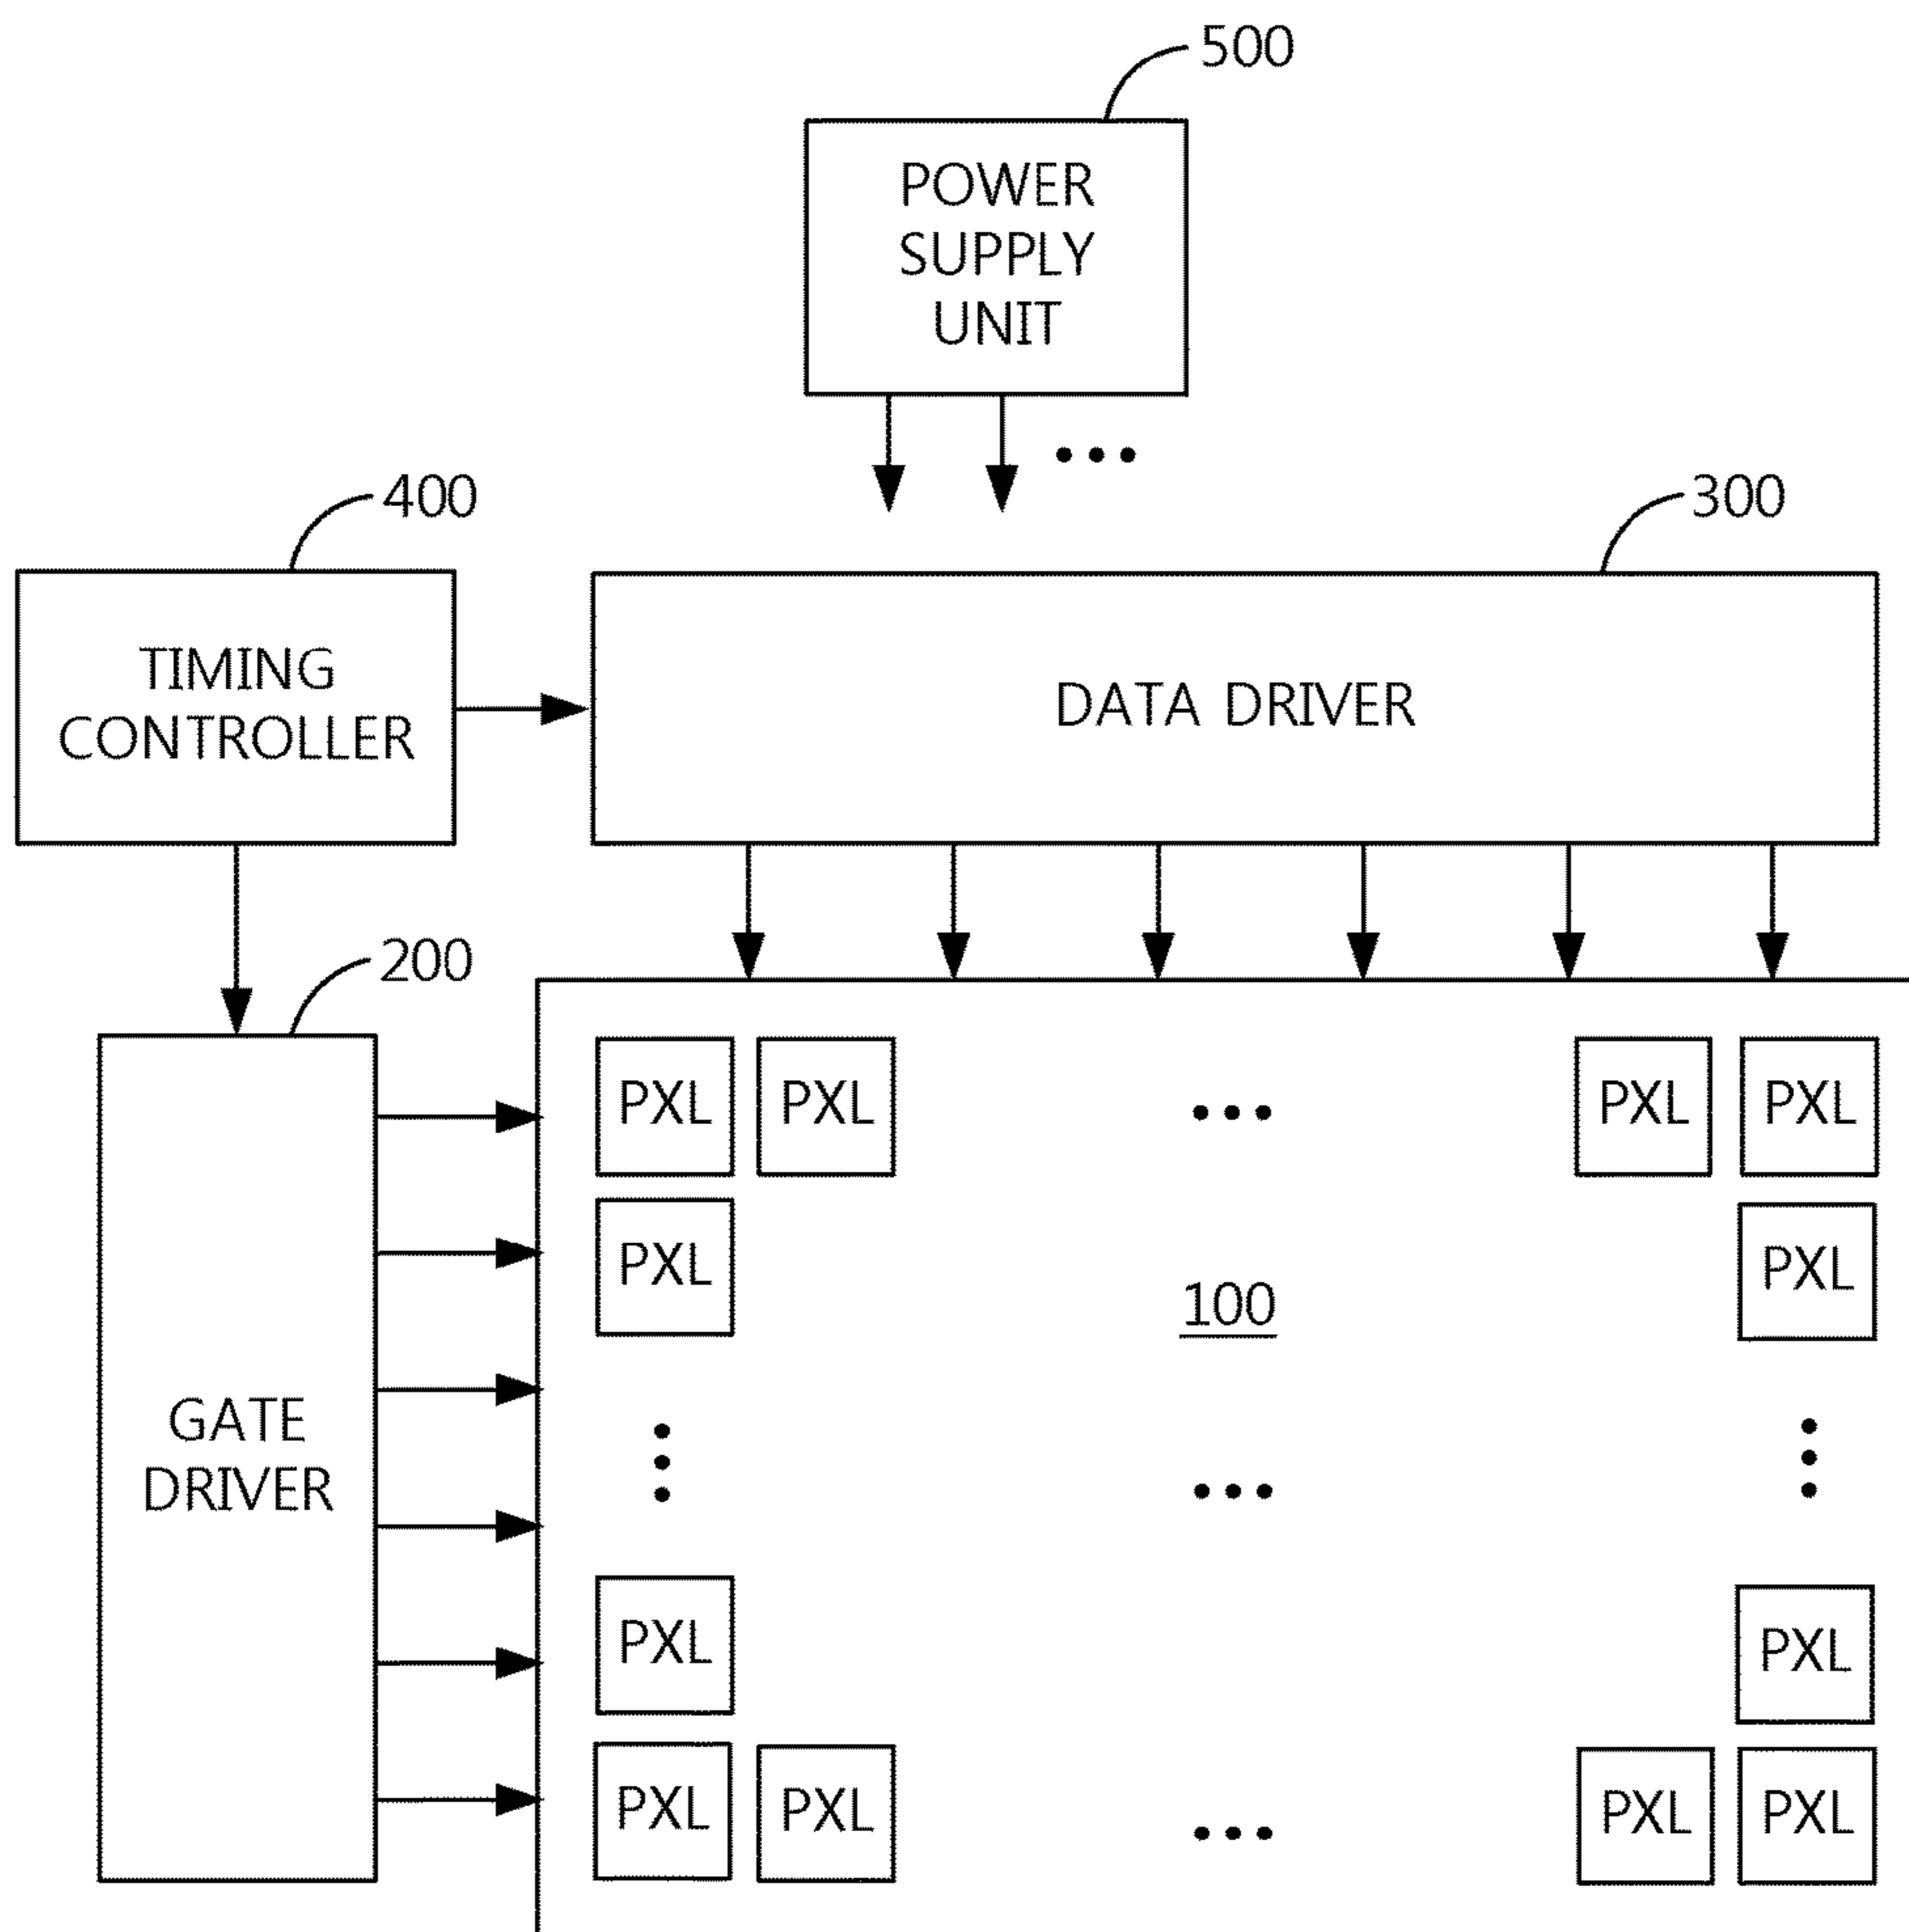 500
POWER
SUPPLY
UNIT
400
300
TIMING
CONTROLLER
DATA DRIVER
200
PXL PXL ••• PXL PXL
PXL PXL
100
GATE
DRIVER
PXL PXL
PXL PXL ••• PXL PXL